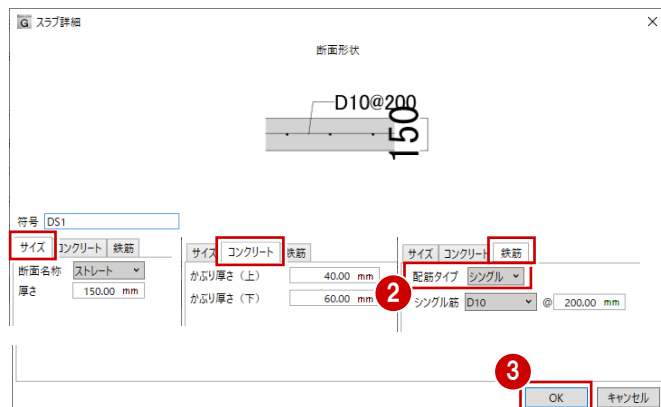 G スラブ詳細
断面形状
D10@200
150
符号 DS1
サイズ コンクリート 鉄筋
断面名称 ストレート
厚さ 150.00 mm
サイズ コンクリート 鉄筋
かぶり厚さ（上） 40.00 mm
かぶり厚さ（下） 60.00 mm
サイズ コンクリート 鉄筋
2 配筋タイプ シングル
シングル筋 D10 @ 200.00 mm
3
OK キャンセル